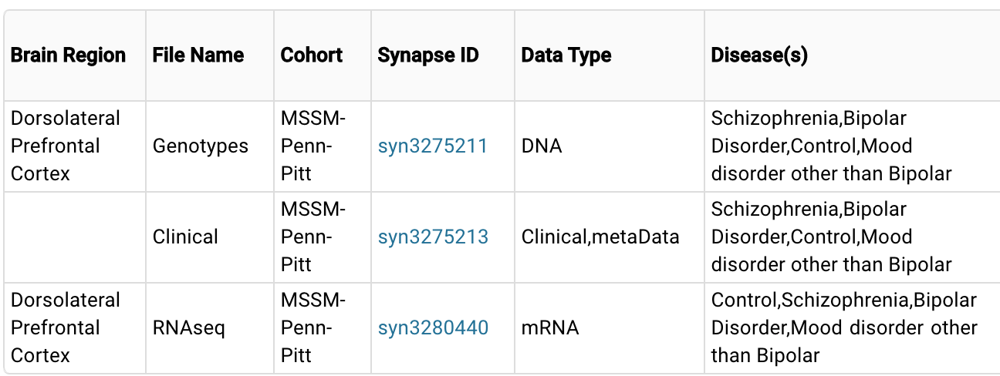 Brain Region File Name Cohort Synapse ID Data Type Disease(s)
Dorsolateral Prefrontal Cortex Genotypes MSSM-Penn-Pitt syn3275211 DNA Schizophrenia,Bipolar Disorder,Control,Mood disorder other than Bipolar
Clinical MSSM-Penn-Pitt syn3275213 Clinical,metaData Schizophrenia,Bipolar Disorder,Control,Mood disorder other than Bipolar
Dorsolateral Prefrontal Cortex RNAseq MSSM-Penn-Pitt syn3280440 mRNA Control,Schizophrenia,Bipolar Disorder,Mood disorder other than Bipolar